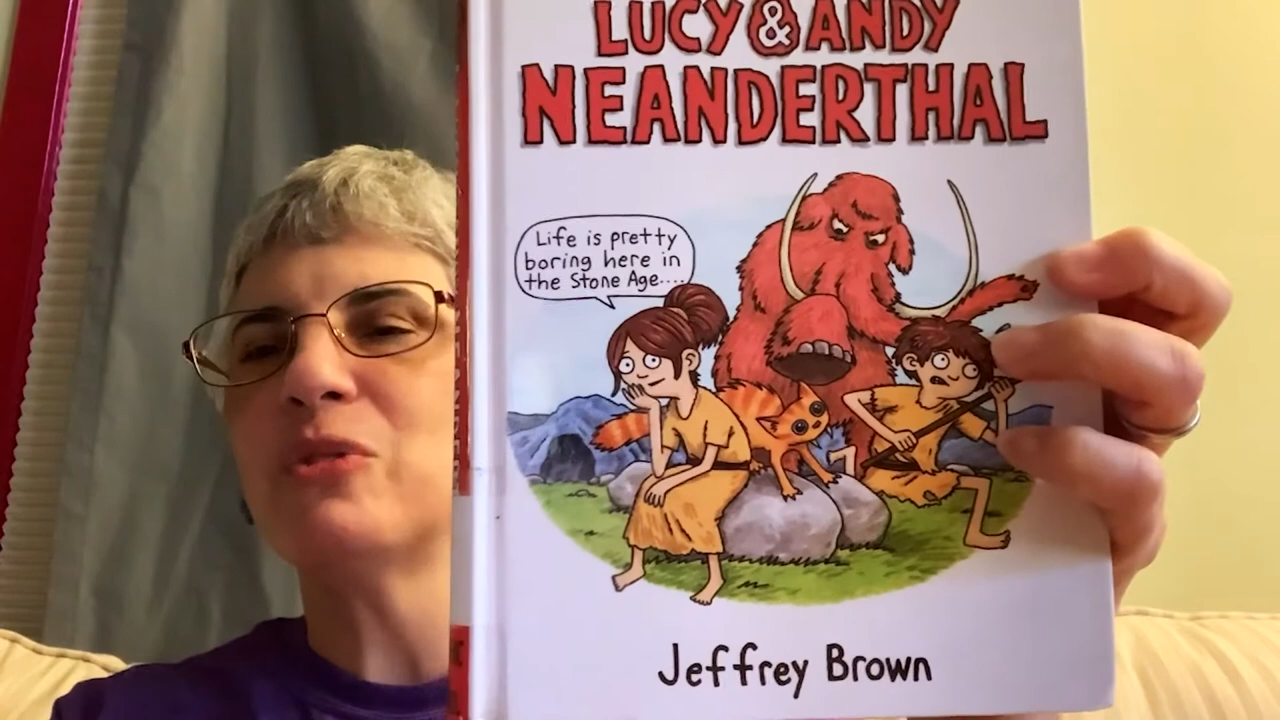 LUCY & ANDY
NEANDERTHAL
Life is pretty
boring here in
the Stone Age....
Jeffrey Brown